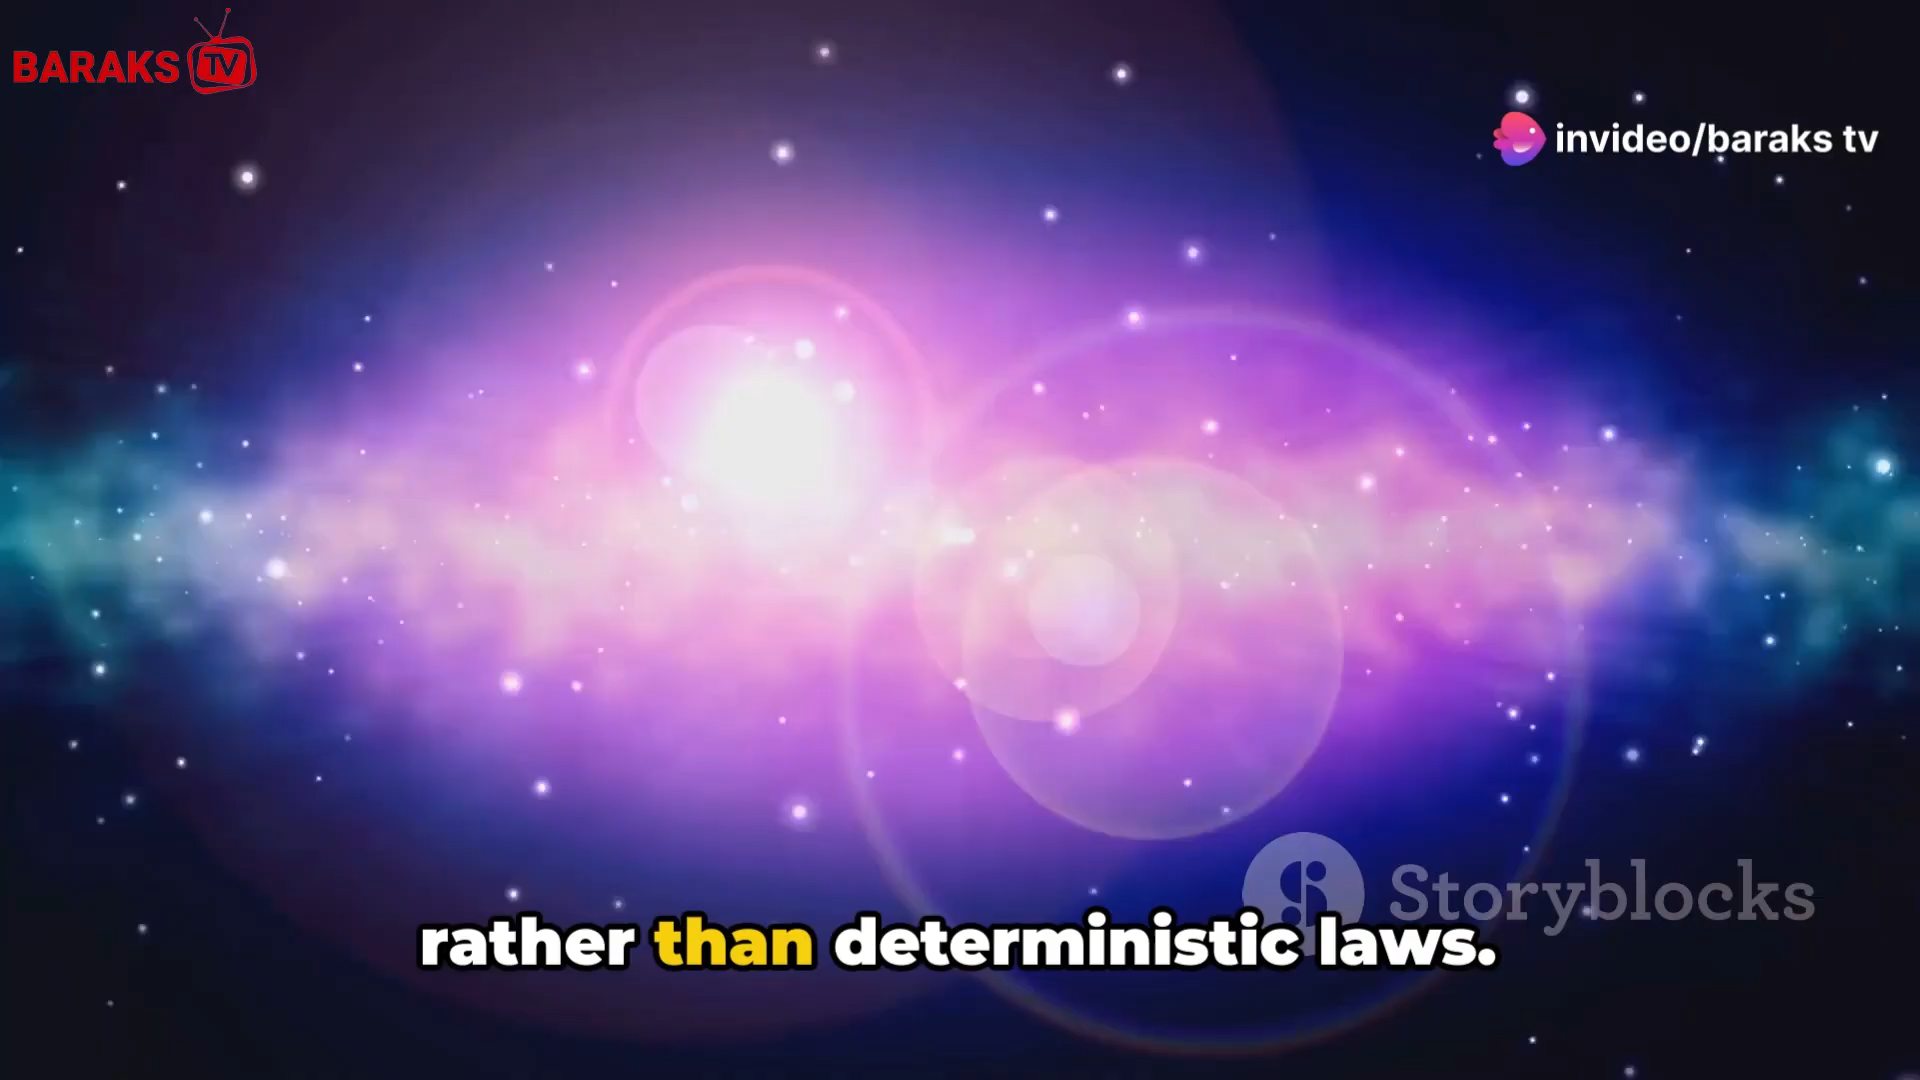 BARAKS TV
invideo/baraks tv
Storyblocks
rather than deterministic laws.